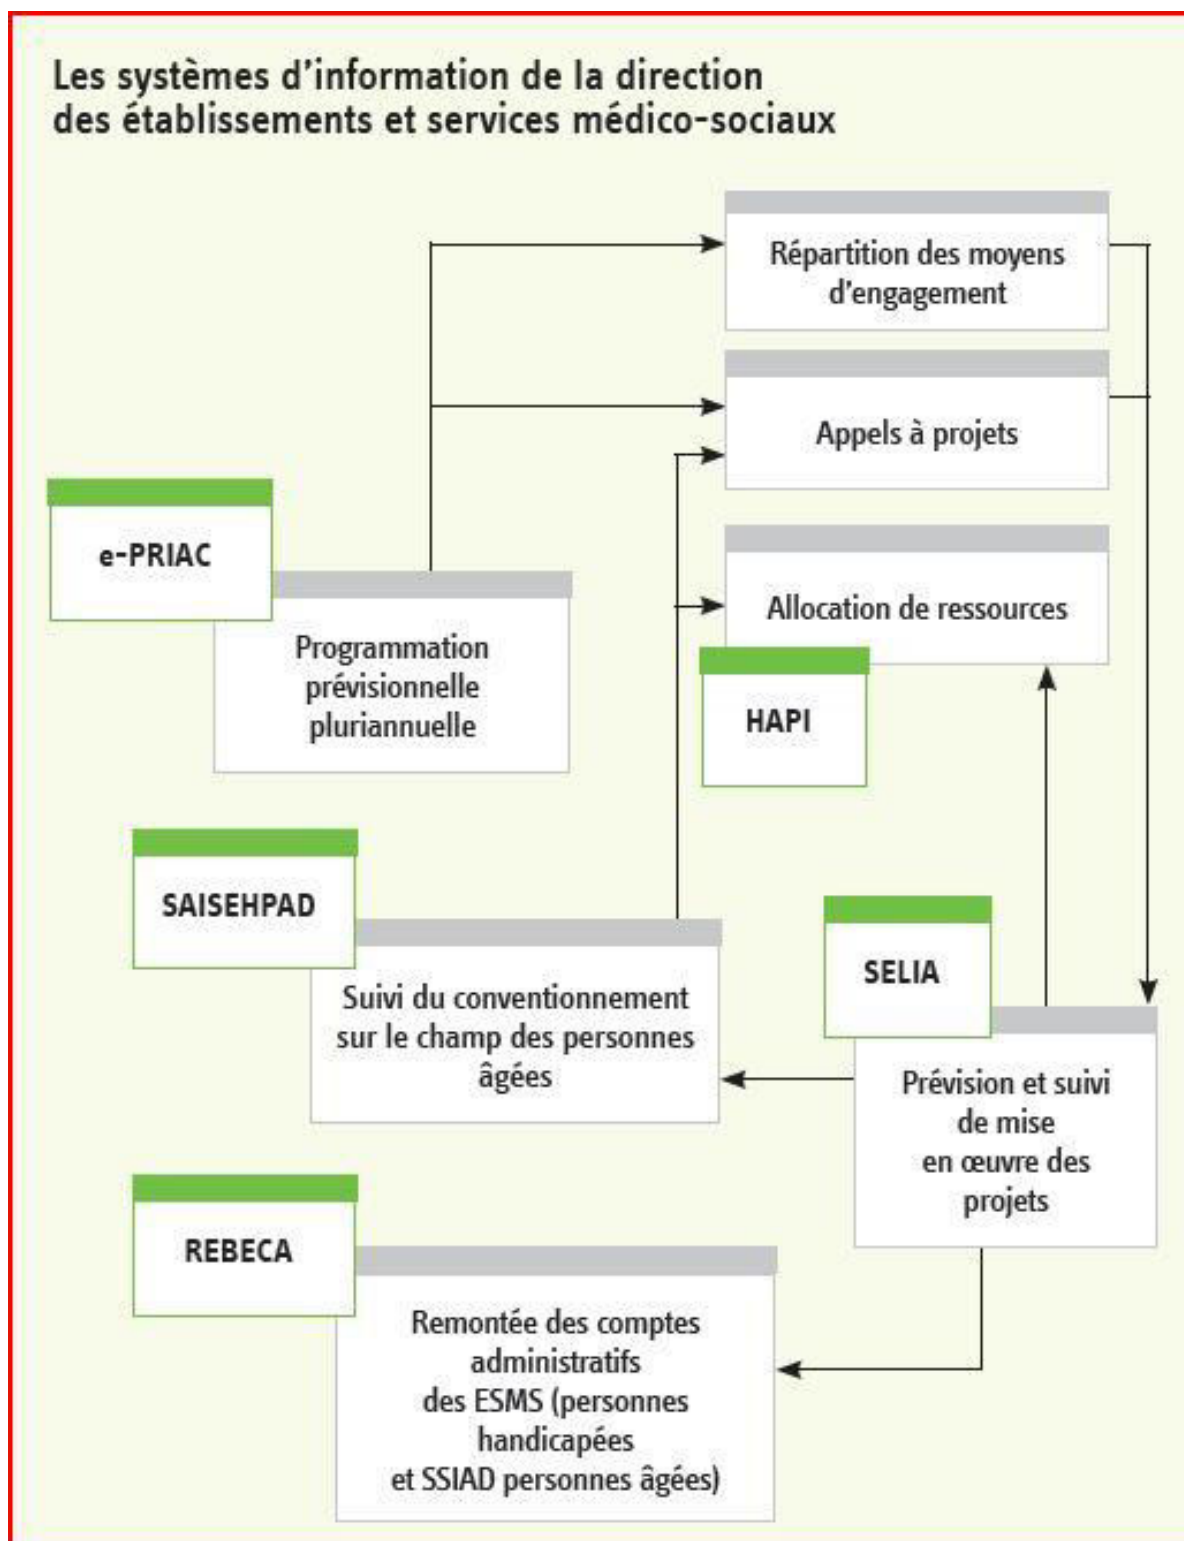 Les systèmes d'information de la direction
des établissements et services médico-sociaux
Répartition des moyens
d'engagement
Appels à projets
e-PRIAC
Allocation de ressources
Programmation
prévisionnelle
pluriannuelle
HAPI
SAISEHPAD
SELIA
Suivi du conventionnement
sur le champ des personnes
âgées
Prévision et suivi
de mise
en œuvre des
projets
REBECA
Remontée des comptes
administratifs
des ESMS (personnes
handicapées
et SSIAD personnes âgées)